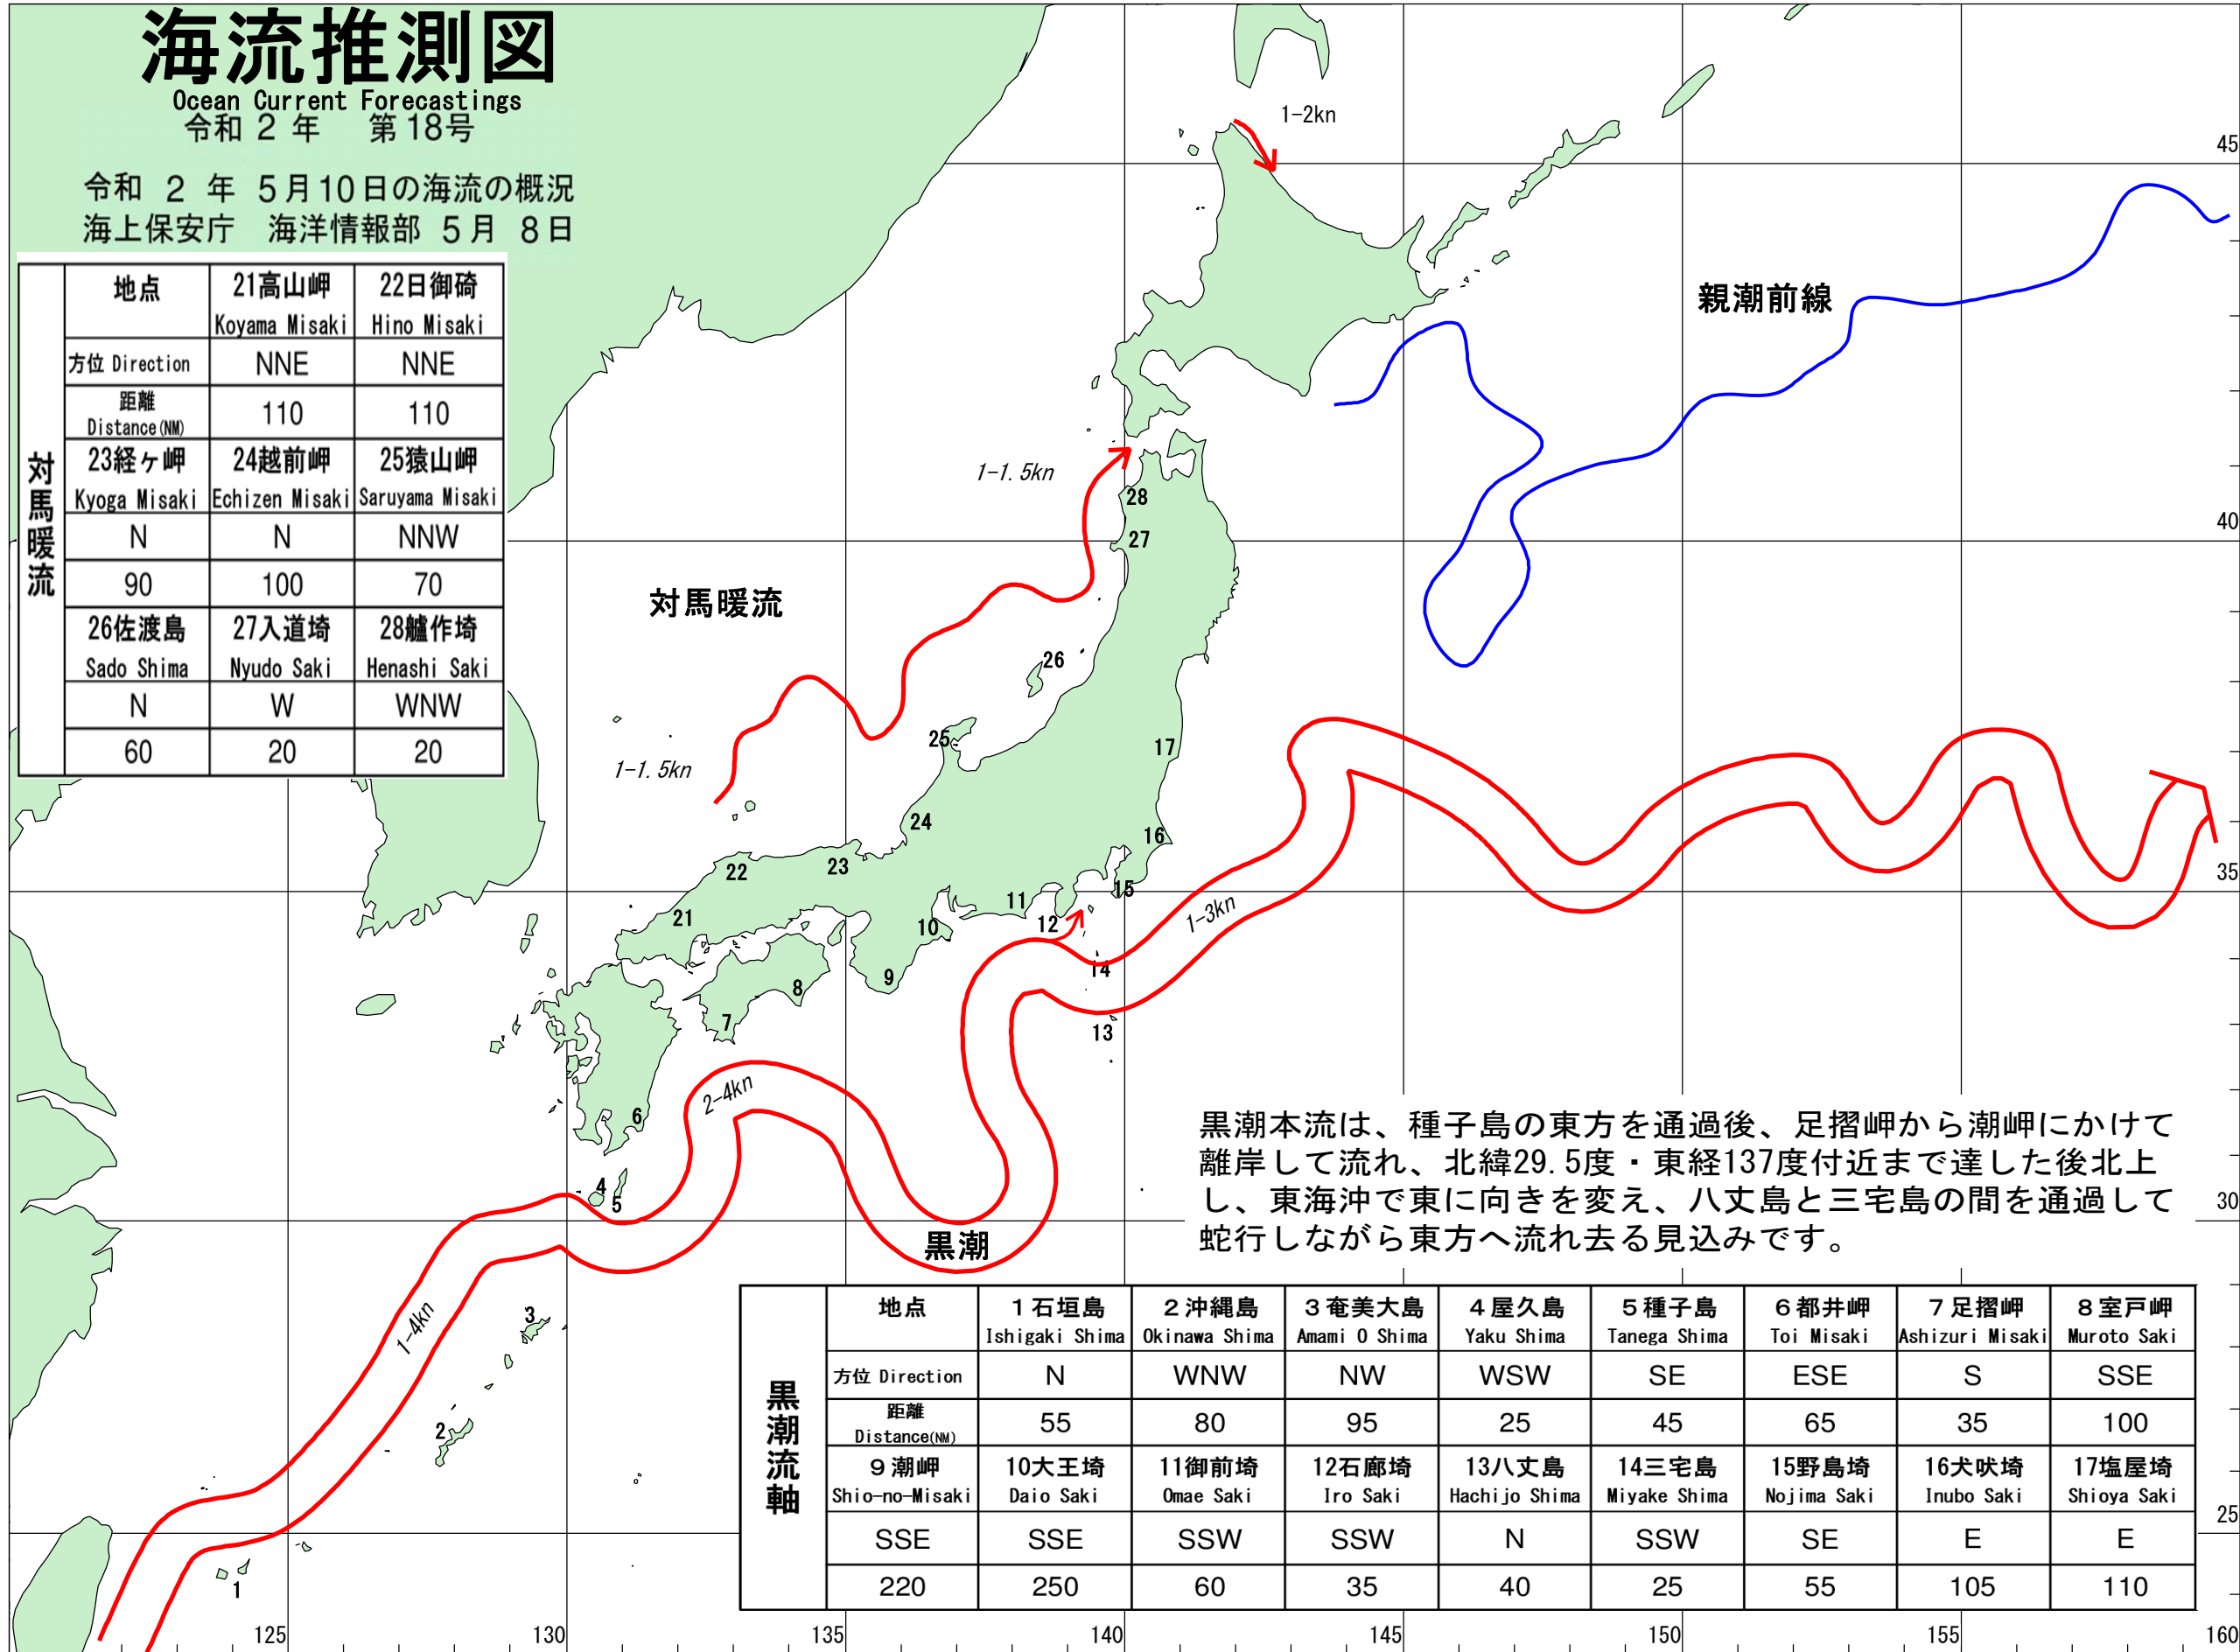 海流推測図
Ocean Current Forecastings
令和 2 年 第18号
令和 2 年 5月10日の海流の概況
海上保安庁 海洋情報部 5月 8日
対馬暖流
地点 21高山岬 22日御碕
Koyama Misaki Hino Misaki
方位 Direction NNE NNE
距離
Distance(NM) 110 110
23経ヶ岬 24越前岬 25猿山岬
Kyoga Misaki Echizen Misaki Saruyama Misaki
N N NNW
90 100 70
26佐渡島 27入道埼 28艫作埼
Sado Shima Nyudo Saki Henashi Saki
N W WNW
60 20 20
1-2kn
45
親潮前線
1-1.5kn
28
40
27
対馬暖流
26
25
17
1-1.5kn
24
16
22
23
35
15
11
21
1-3kn
12
10
14
9
8
7
13
2-4kn
6
4
5
30
黒潮
3
1-4kn
2
25
1
黒潮本流は、種子島の東方を通過後、足摺岬から潮岬にかけて
離岸して流れ、北緯29.5度・東経137度付近まで達した後北上
し、東海沖で東に向きを変え、八丈島と三宅島の間を通過して
蛇行しながら東方へ流れ去る見込みです。
黒潮流軸
地点 1石垣島 2沖縄島 3奄美大島 4屋久島 5種子島 6都井岬 7足摺岬 8室戸岬
Ishigaki Shima Okinawa Shima Amami O Shima Yaku Shima Tanega Shima Toi Misaki Ashizuri Misaki Muroto Saki
方位 Direction N WNW NW WSW SE ESE S SSE
距離
Distance(NM) 55 80 95 25 45 65 35 100
9潮岬 10大王埼 11御前埼 12石廊埼 13八丈島 14三宅島 15野島埼 16犬吠埼 17塩屋埼
Shio-no-Misaki Daio Saki Omae Saki Iro Saki Hachijo Shima Miyake Shima Nojima Saki Inubo Saki Shioya Saki
SSE SSE SSW SSW N SSW SE E E
220 250 60 35 40 25 55 105 110
125 130 135 140 145 150 155 160